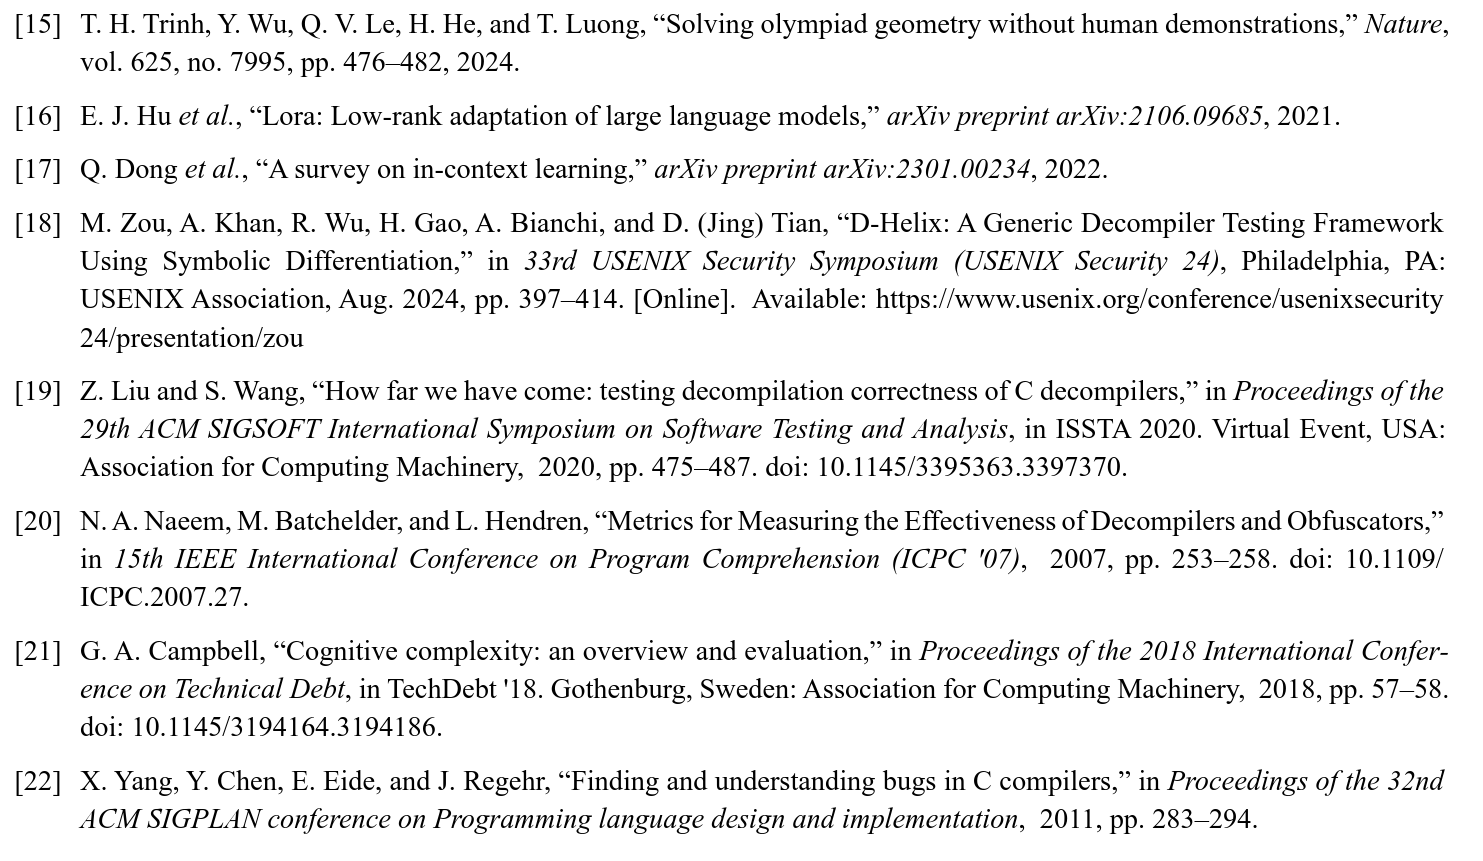 [15] T. H. Trinh, Y. Wu, Q. V. Le, H. He, and T. Luong, “Solving olympiad geometry without human demonstrations,” Nature,
vol. 625, no. 7995, pp. 476–482, 2024.
[16] E. J. Hu et al., “Lora: Low-rank adaptation of large language models,” arXiv preprint arXiv:2106.09685, 2021.
[17] Q. Dong et al., “A survey on in-context learning,” arXiv preprint arXiv:2301.00234, 2022.
[18] M. Zou, A. Khan, R. Wu, H. Gao, A. Bianchi, and D. (Jing) Tian, “D-Helix: A Generic Decompiler Testing Framework
Using Symbolic Differentiation,” in 33rd USENIX Security Symposium (USENIX Security 24), Philadelphia, PA:
USENIX Association, Aug. 2024, pp. 397–414. [Online]. Available: https://www.usenix.org/conference/usenixsecurity
24/presentation/zou
[19] Z. Liu and S. Wang, “How far we have come: testing decompilation correctness of C decompilers,” in Proceedings of the
29th ACM SIGSOFT International Symposium on Software Testing and Analysis, in ISSTA 2020. Virtual Event, USA:
Association for Computing Machinery, 2020, pp. 475–487. doi: 10.1145/3395363.3397370.
[20] N. A. Naeem, M. Batchelder, and L. Hendren, “Metrics for Measuring the Effectiveness of Decompilers and Obfuscators,”
in 15th IEEE International Conference on Program Comprehension (ICPC '07), 2007, pp. 253–258. doi: 10.1109/
ICPC.2007.27.
[21] G. A. Campbell, “Cognitive complexity: an overview and evaluation,” in Proceedings of the 2018 International Confer-
ence on Technical Debt, in TechDebt '18. Gothenburg, Sweden: Association for Computing Machinery, 2018, pp. 57–58.
doi: 10.1145/3194164.3194186.
[22] X. Yang, Y. Chen, E. Eide, and J. Regehr, “Finding and understanding bugs in C compilers,” in Proceedings of the 32nd
ACM SIGPLAN conference on Programming language design and implementation, 2011, pp. 283–294.